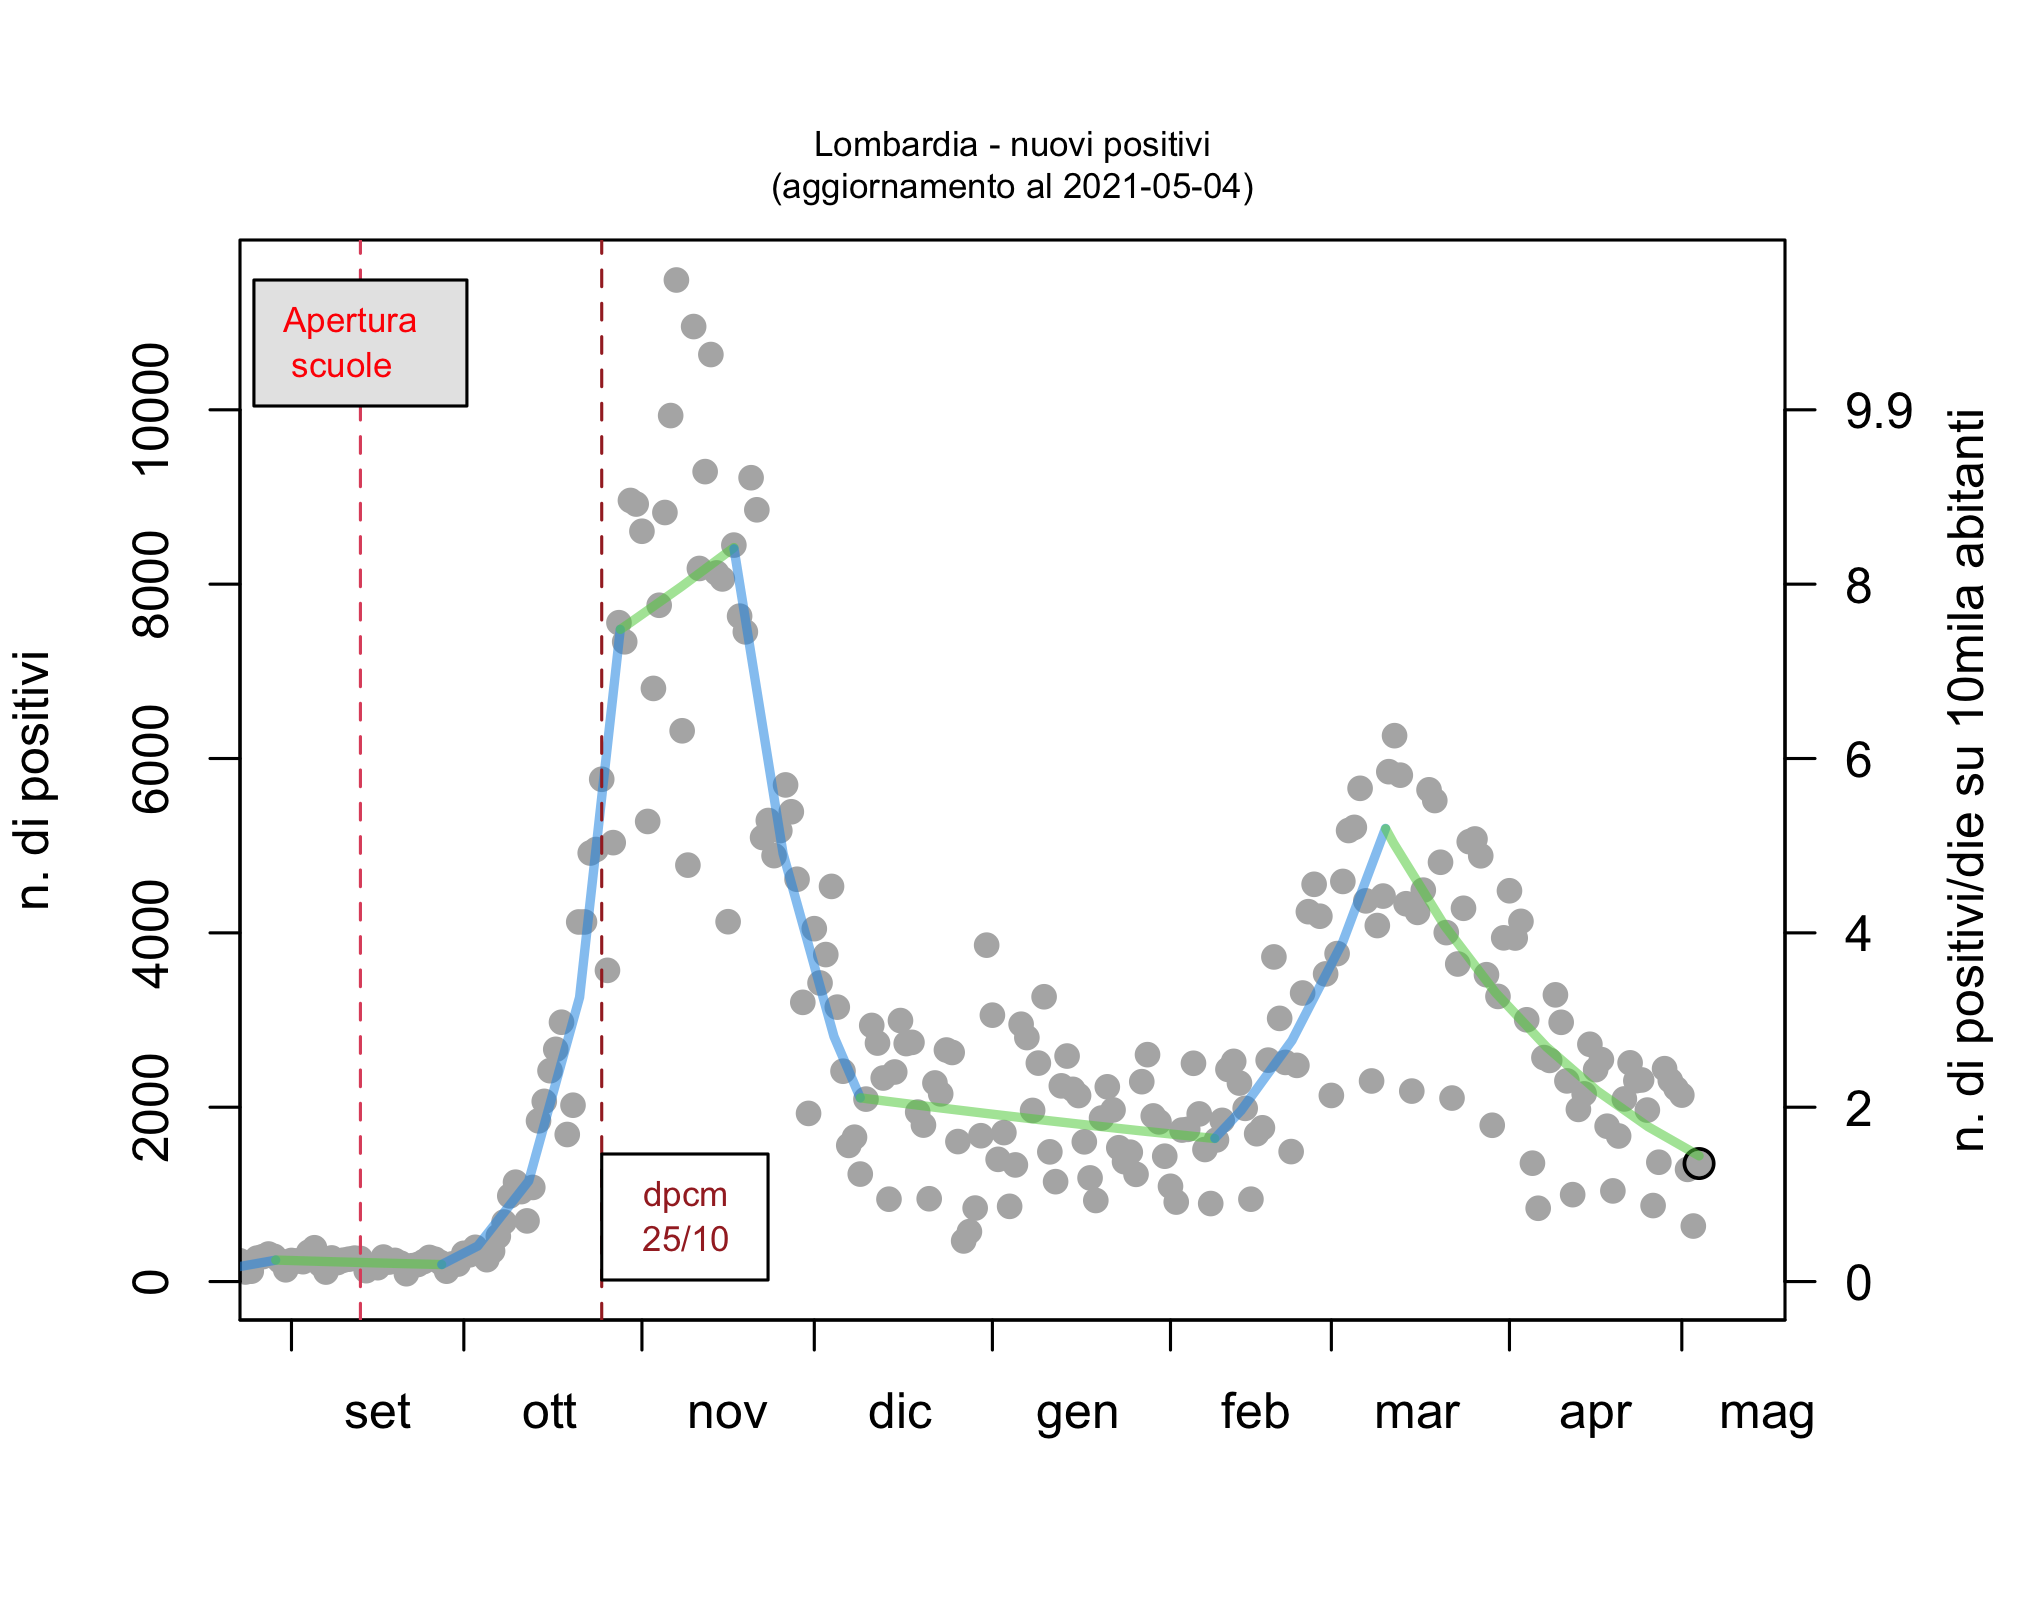 Lombardia - nuovi positivi
(aggiornamento al 2021-05-04)
Apertura
scuole
dpcm
25/10
n. di positivi
0
2000
4000
6000
8000
10000
0
2
4
6
8
9.9
n. di positivi/die su 10mila abitanti
set ott nov dic gen feb mar apr mag